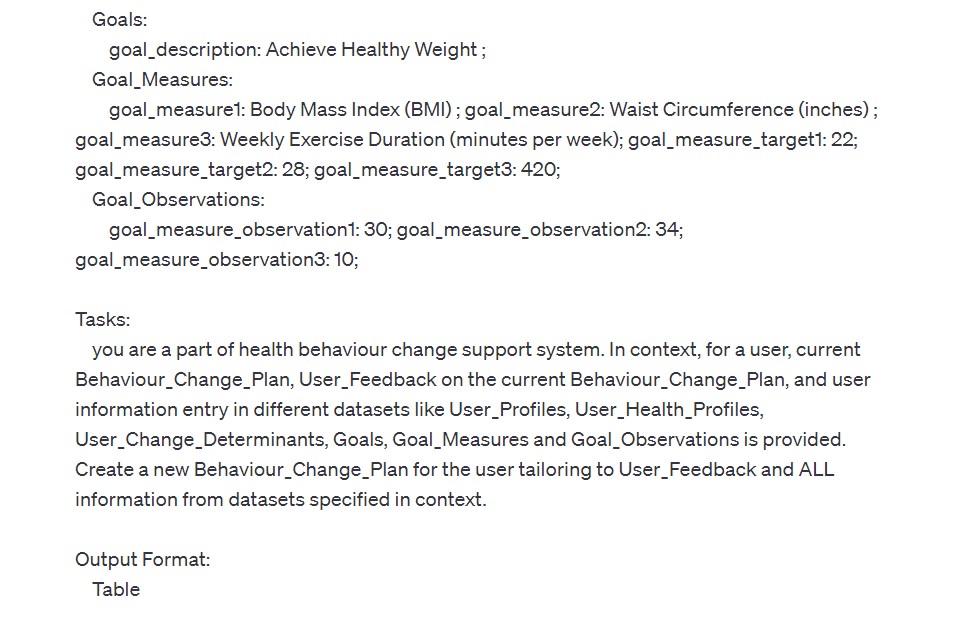 Goals:
goal_description: Achieve Healthy Weight ;
Goal_Measures:
goal_measure1: Body Mass Index (BMI) ; goal_measure2: Waist Circumference (inches) ;
goal_measure3: Weekly Exercise Duration (minutes per week); goal_measure_target1: 22;
goal_measure_target2: 28; goal_measure_target3: 420;
Goal_Observations:
goal_measure_observation1: 30; goal_measure_observation2: 34;
goal_measure_observation3: 10;
Tasks:
you are a part of health behaviour change support system. In context, for a user, current
Behaviour_Change_Plan, User_Feedback on the current Behaviour_Change_Plan, and user
information entry in different datasets like User_Profiles, User_Health_Profiles,
User_Change_Determinants, Goals, Goal_Measures and Goal_Observations is provided.
Create a new Behaviour_Change_Plan for the user tailoring to User_Feedback and ALL
information from datasets specified in context.
Output Format:
Table